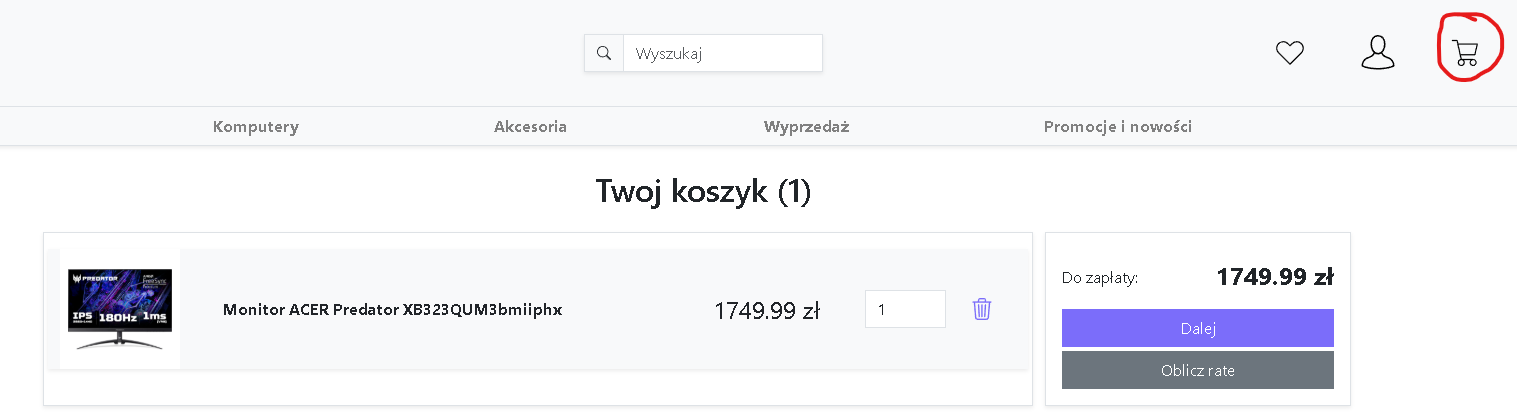 Wyszukaj
Komputery Akcesoria Wyprzedaż Promocje i nowości
Twoj koszyk (1)
PREDATOR
IPS 180Hz 1ms
Monitor ACER Predator XB323QUM3bmiiphx 1749.99 zł 1
Do zapłaty: 1749.99 zł
Dalej
Oblicz rate